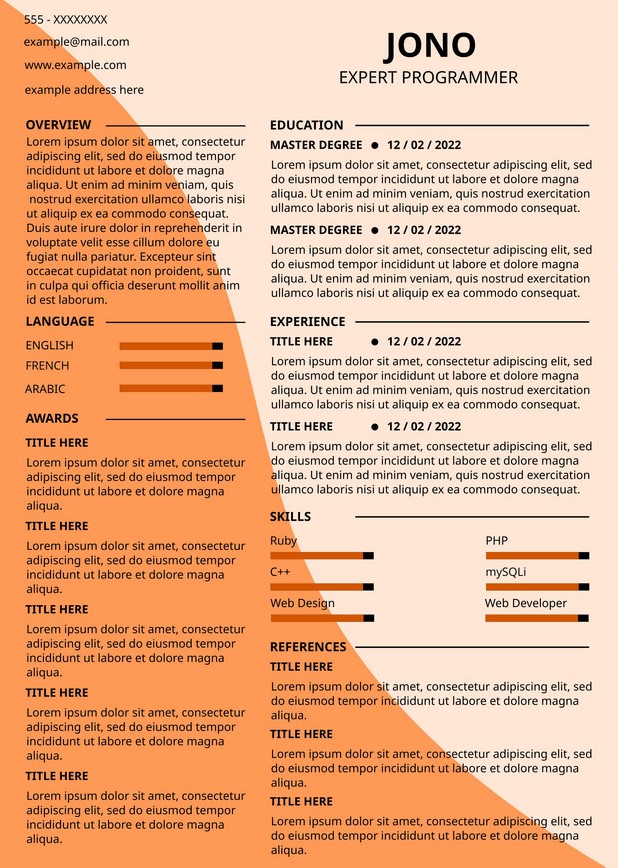 555 - XXXXXXXX
example@mail.com
www.example.com
example address here
JONO
EXPERT PROGRAMMER
OVERVIEW
Lorem ipsum dolor sit amet, consectetur
adipiscing elit, sed do eiusmod tempor
incididunt ut labore et dolore magna
aliqua. Ut enim ad minim veniam, quis
nostrud exercitation ullamco laboris nisi
ut aliquip ex ea commodo consequat.
Duis aute irure dolor in reprehenderit in
voluptate velit esse cillum dolore eu
fugiat nulla pariatur. Excepteur sint
occaecat cupidatat non proident, sunt
in culpa qui officia deserunt mollit anim
id est laborum.
LANGUAGE
ENGLISH
FRENCH
ARABIC
AWARDS
TITLE HERE
Lorem ipsum dolor sit amet, consectetur
adipiscing elit, sed do eiusmod tempor
incididunt ut labore et dolore magna
aliqua.
TITLE HERE
Lorem ipsum dolor sit amet, consectetur
adipiscing elit, sed do eiusmod tempor
incididunt ut labore et dolore magna
aliqua.
TITLE HERE
Lorem ipsum dolor sit amet, consectetur
adipiscing elit, sed do eiusmod tempor
incididunt ut labore et dolore magna
aliqua.
TITLE HERE
Lorem ipsum dolor sit amet, consectetur
adipiscing elit, sed do eiusmod tempor
incididunt ut labore et dolore magna
aliqua.
TITLE HERE
Lorem ipsum dolor sit amet, consectetur
adipiscing elit, sed do eiusmod tempor
incididunt ut labore et dolore magna
aliqua.
EDUCATION
MASTER DEGREE ● 12 / 02 / 2022
Lorem ipsum dolor sit amet, consectetur adipiscing elit, sed
do eiusmod tempor incididunt ut labore et dolore magna
aliqua. Ut enim ad minim veniam, quis nostrud exercitation
ullamco laboris nisi ut aliquip ex ea commodo consequat.
MASTER DEGREE ● 12 / 02 / 2022
Lorem ipsum dolor sit amet, consectetur adipiscing elit, sed
do eiusmod tempor incididunt ut labore et dolore magna
aliqua. Ut enim ad minim veniam, quis nostrud exercitation
ullamco laboris nisi ut aliquip ex ea commodo consequat.
EXPERIENCE
TITLE HERE ● 12 / 02 / 2022
Lorem ipsum dolor sit amet, consectetur adipiscing elit, sed
do eiusmod tempor incididunt ut labore et dolore magna
aliqua. Ut enim ad minim veniam, quis nostrud exercitation
ullamco laboris nisi ut aliquip ex ea commodo consequat.
TITLE HERE ● 12 / 02 / 2022
Lorem ipsum dolor sit amet, consectetur adipiscing elit, sed
do eiusmod tempor incididunt ut labore et dolore magna
aliqua. Ut enim ad minim veniam, quis nostrud exercitation
ullamco laboris nisi ut aliquip ex ea commodo consequat.
SKILLS
Ruby PHP
C++ mySQLi
Web Design Web Developer
REFERENCES
TITLE HERE
Lorem ipsum dolor sit amet, consectetur adipiscing elit, sed
do eiusmod tempor incididunt ut labore et dolore magna
aliqua.
TITLE HERE
Lorem ipsum dolor sit amet, consectetur adipiscing elit, sed
do eiusmod tempor incididunt ut labore et dolore magna
aliqua.
TITLE HERE
Lorem ipsum dolor sit amet, consectetur adipiscing elit, sed
do eiusmod tempor incididunt ut labore et dolore magna
aliqua.